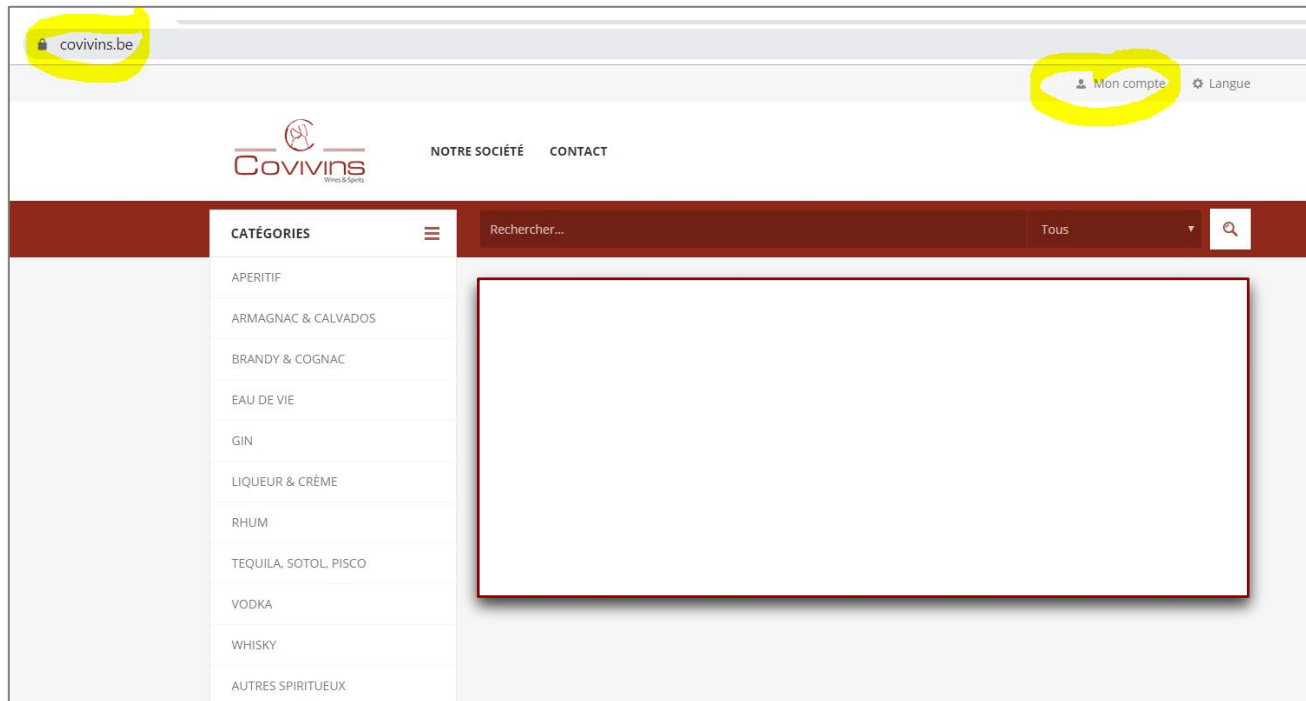 covivins.be
Mon compte Langue
COVIVINS
Wines & Spirits
NOTRE SOCIÉTÉ CONTACT
CATÉGORIES Rechercher... Tous
APERITIF
ARMAGNAC & CALVADOS
BRANDY & COGNAC
EAU DE VIE
GIN
LIQUEUR & CRÈME
RHUM
TEQUILA, SOTOL, PISCO
VODKA
WHISKY
AUTRES SPIRITUEUX